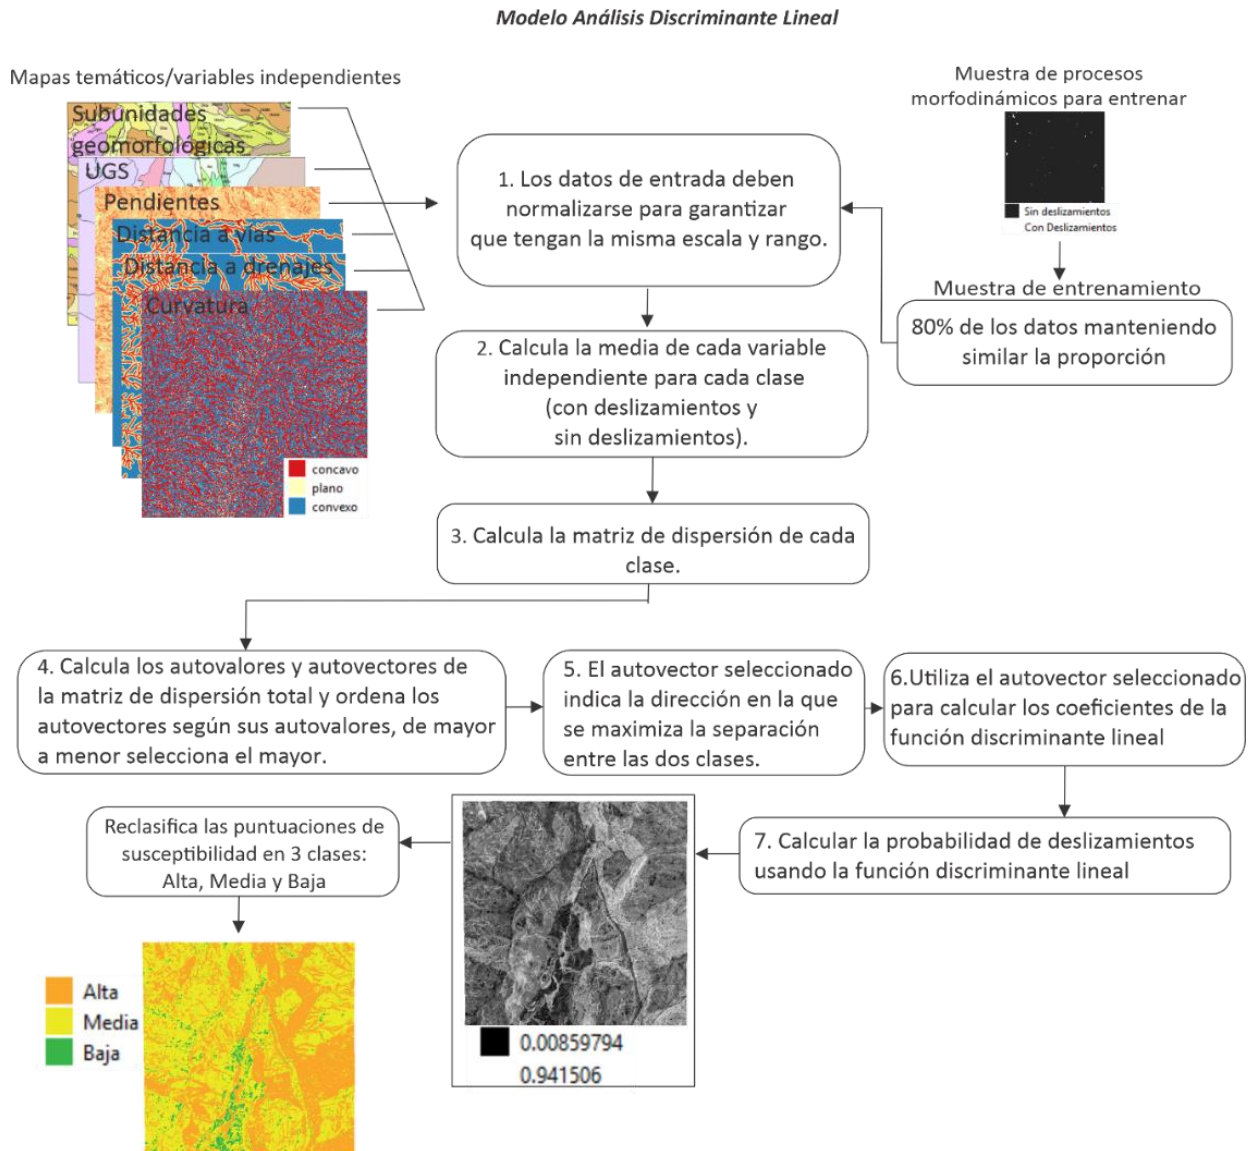 Modelo Análisis Discriminante Lineal
Mapas temáticos/variables independientes
Subunidades
geomorfológicas
UGS
Pendientes
Distancia a vías
Distancia a drenajes
Curvatura
concavo
plano
convexo
Muestra de procesos
morfodinámicos para entrenar
Sin deslizamientos
Con Deslizamientos
Muestra de entrenamiento
80% de los datos manteniendo
similar la proporción
1. Los datos de entrada deben
normalizarse para garantizar
que tengan la misma escala y rango.
2. Calcula la media de cada variable
independiente para cada clase
(con deslizamientos y
sin deslizamientos).
3. Calcula la matriz de dispersión de cada
clase.
4. Calcula los autovalores y autovectores de
la matriz de dispersión total y ordena los
autovectores según sus autovalores, de mayor
a menor selecciona el mayor.
5. El autovector seleccionado
indica la dirección en la que
se maximiza la separación
entre las dos clases.
6.Utiliza el autovector seleccionado
para calcular los coeficientes de la
función discriminante lineal
7. Calcular la probabilidad de deslizamientos
usando la función discriminante lineal
0.00859794
0.941506
Reclasifica las puntuaciones de
susceptibilidad en 3 clases:
Alta, Media y Baja
Alta
Media
Baja